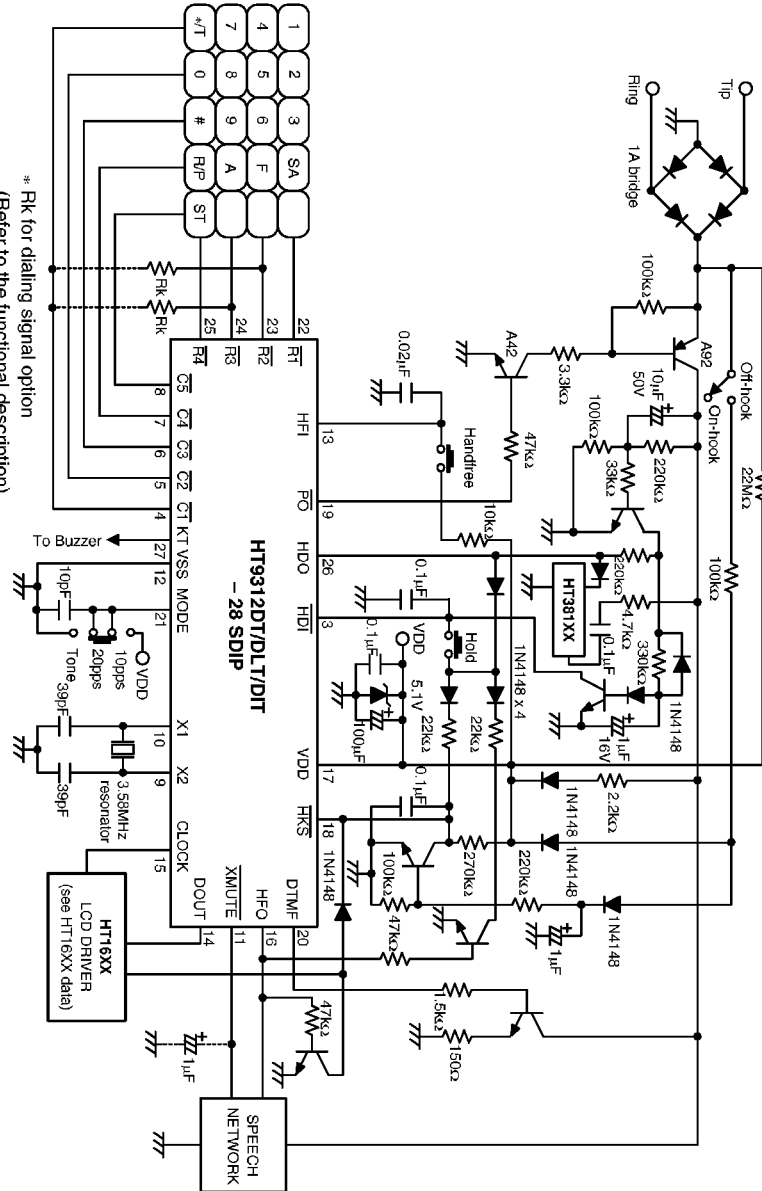 Tip
Ring
1A bridge
Off-hook
On-hook
22MΩ
100kΩ
A92
100kΩ
10μF
50V
3.3kΩ
A42
47kΩ
100kΩ
33kΩ
220kΩ
220kΩ
HT381XX
4.7kΩ
0.1μF
330kΩ
1N4148
1μF
16V
1 2 3 SA
4 5 6 F
7 8 9 A
*/T 0 # R/P ST
Rk
Rk
0.02μF
Handfree
10kΩ
0.1μF
Hold
1N4148 x 4
22kΩ
22kΩ
0.1μF
VDD
5.1V
100μF
0.1μF
1N4148
2.2kΩ
1N4148
1N4148
270kΩ
100kΩ
220kΩ
1μF
47kΩ
1N4148
1.5kΩ
150Ω
47kΩ
22 R1
23 R2
24 R3
25 R4
13 HFI
19 PO
26 HDO
3 HDI
17 VDD
18 HKS
20 DTMF
16 HFO
11 XMUTE
14 DOUT
8 C5
7 C4
6 C3
5 C2
4 C1
27 KT
12 VSS
21 MODE
10 X1
9 X2
15 CLOCK
HT9312DT/DLT/DIT
– 28 SDIP
To Buzzer
10pF
Tone
20pps
10pps
VDD
39pF
39pF
3.58MHz
resonator
HT16XX
LCD DRIVER
(see HT16XX data)
1μF
SPEECH
NETWORK
* Rk for dialing signal option
(Refer to the functional description)